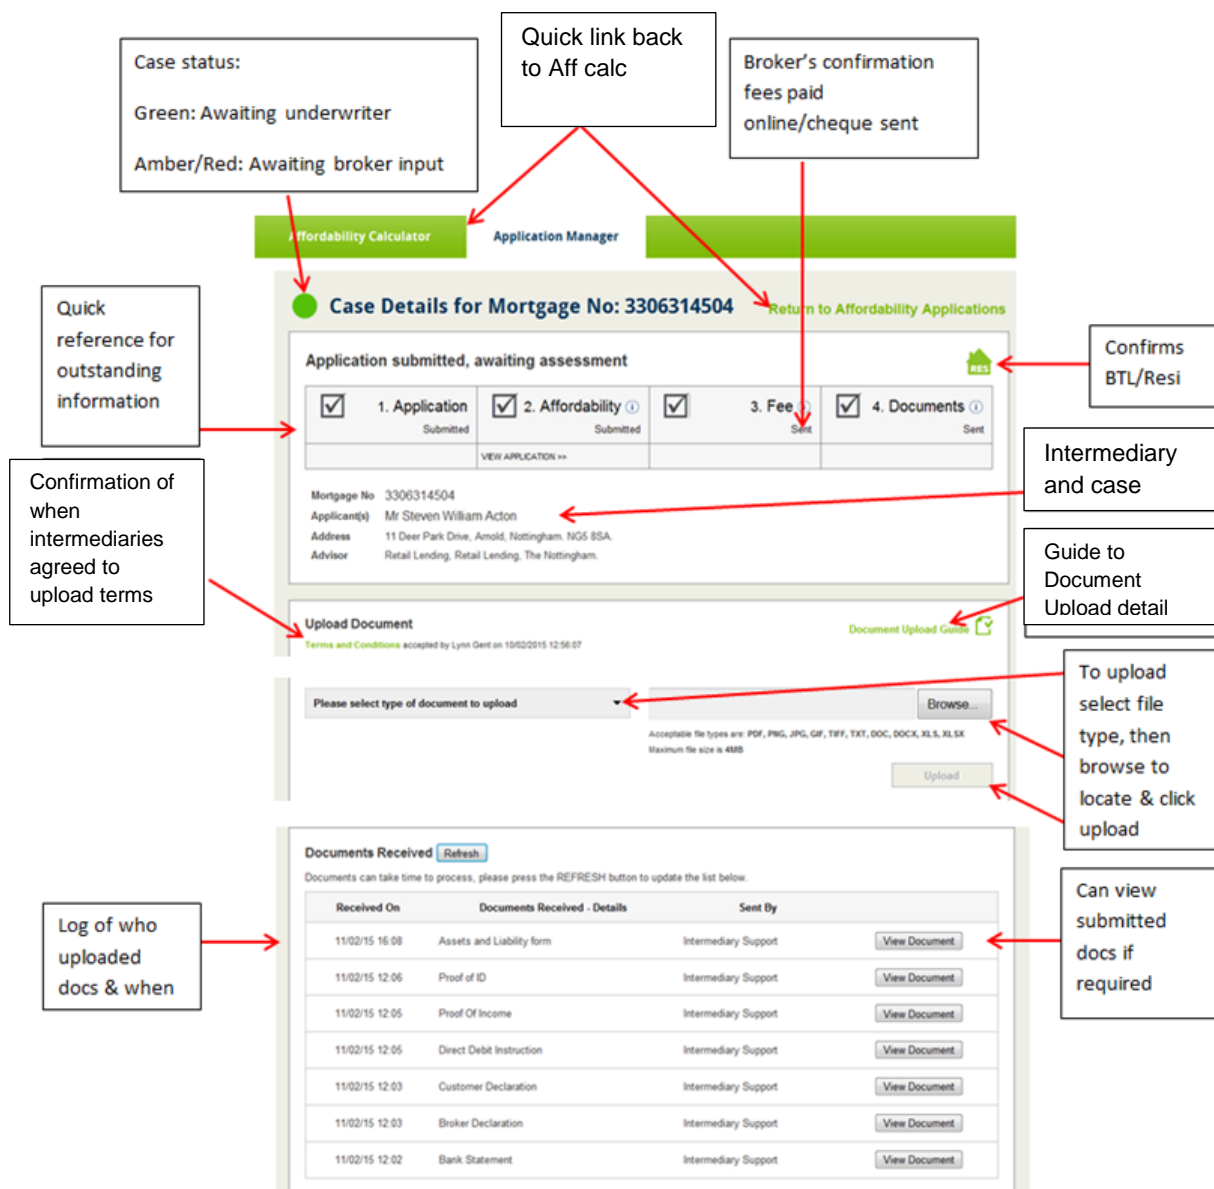 Case status:
Green: Awaiting underwriter
Amber/Red: Awaiting broker input
Quick link back
to Aff calc
Broker's confirmation
fees paid
online/cheque sent
Affordability Calculator
Application Manager
Case Details for Mortgage No: 3306314504
Return to Affordability Applications
Quick
reference for
outstanding
information
Application submitted, awaiting assessment
RES
Confirms
BTL/Resi
1. Application
Submitted
2. Affordability
Submitted
3. Fee
Sent
4. Documents
Sent
VIEW APPLICATION >>
Intermediary
and case
Confirmation of
when
intermediaries
agreed to
upload terms
Mortgage No 3306314504
Applicant(s) Mr Steven William Acton
Address 11 Deer Park Drive, Arnold, Nottingham. NG5 8SA.
Advisor Retail Lending, Retail Lending, The Nottingham.
Guide to
Document
Upload detail
Upload Document
Document Upload Guide
Terms and Conditions accepted by Lynn Gent on 10/02/2015 12:56:07
To upload
select file
type, then
browse to
locate & click
upload
Please select type of document to upload
Browse...
Acceptable file types are: PDF, PNG, JPG, GIF, TIFF, TXT, DOC, DOCX, XLS, XLSX
Maximum file size is 4MB
Upload
Documents Received Refresh
Documents can take time to process, please press the REFRESH button to update the list below.
Received On Documents Received - Details Sent By
11/02/15 16:08 Assets and Liability form Intermediary Support View Document
11/02/15 12:06 Proof of ID Intermediary Support View Document
11/02/15 12:05 Proof Of Income Intermediary Support View Document
11/02/15 12:05 Direct Debit Instruction Intermediary Support View Document
11/02/15 12:03 Customer Declaration Intermediary Support View Document
11/02/15 12:03 Broker Declaration Intermediary Support View Document
11/02/15 12:02 Bank Statement Intermediary Support View Document
Log of who
uploaded
docs & when
Can view
submitted
docs if
required